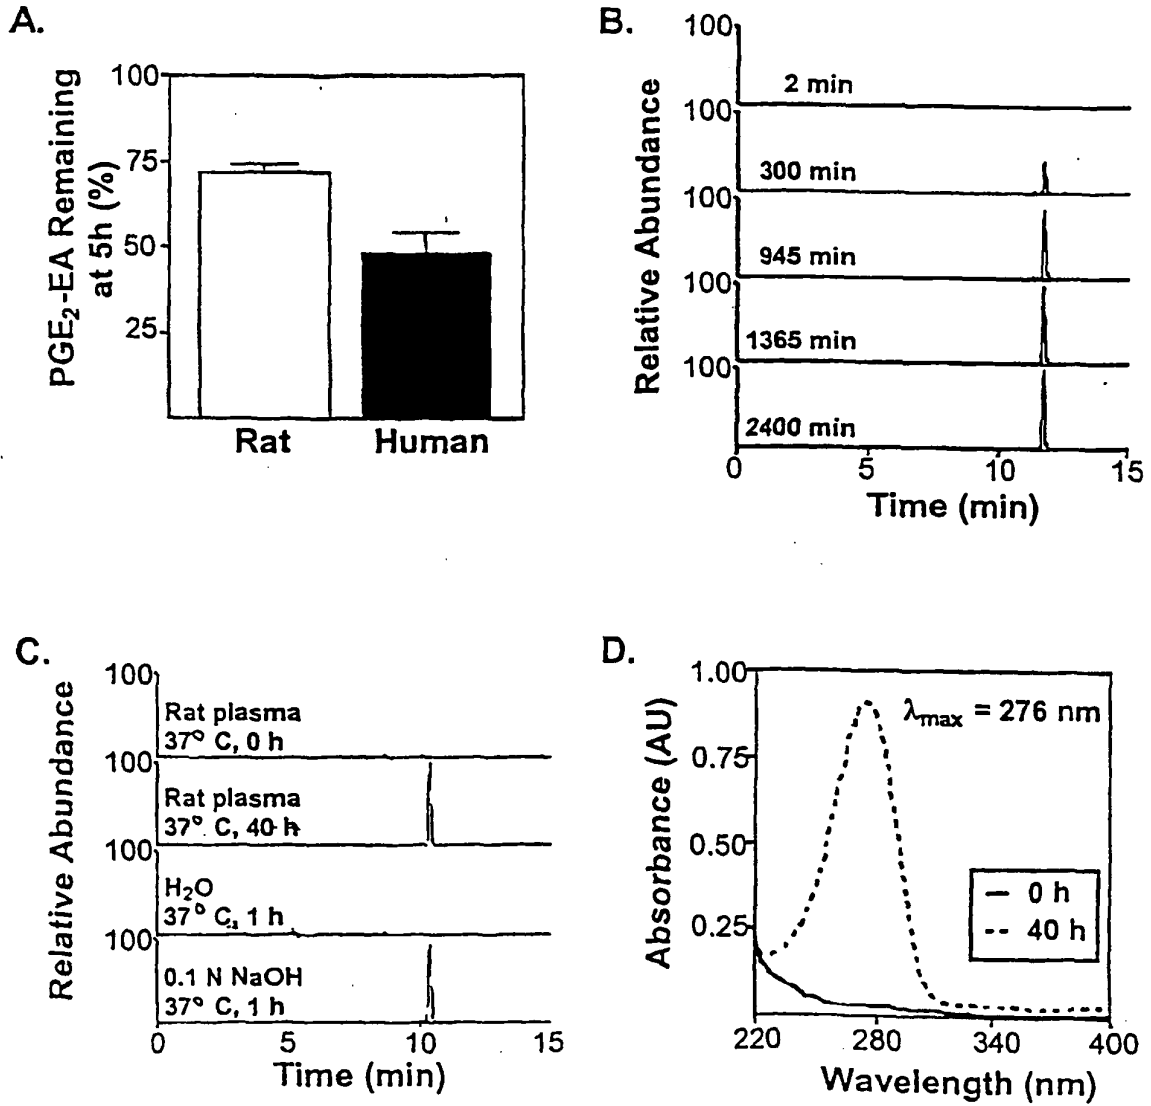 A.
PGE₂-EA Remaining
at 5h (%)
100
75
50
25
Rat Human
B.
Relative Abundance
100
2 min
100
300 min
100
945 min
100
1365 min
100
2400 min
0 5 10 15
Time (min)
C.
Relative Abundance
100
Rat plasma
37° C, 0 h
100
Rat plasma
37° C, 40 h
100
H₂O
37° C, 1 h
100
0.1 N NaOH
37° C, 1 h
0 5 10 15
Time (min)
D.
Absorbance (AU)
1.00
0.75
0.50
0.25
λmax = 276 nm
0 h
40 h
220 280 340 400
Wavelength (nm)